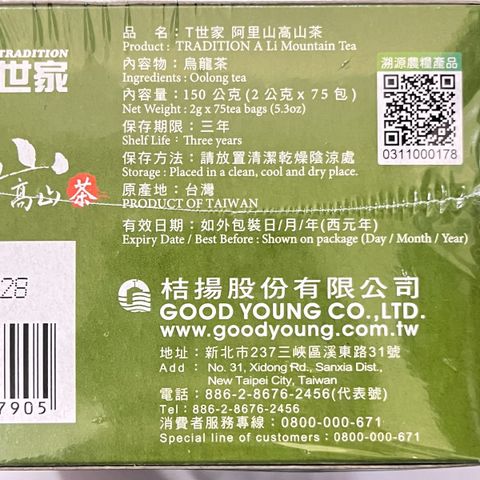 TRADITION
世家
山
高山茶
28
7905
品名：T世家 阿里山高山茶
Product : TRADITION A Li Mountain Tea
內容物：烏龍茶
Ingredients : Oolong tea
內容量：150 公克 (2 公克 x 75 包)
Net Weight : 2g x 75tea bags (5.3oz)
保存期限：三年
Shelf Life : Three years
保存方法：請放置清潔乾燥陰涼處
Storage : Placed in a clean, cool and dry place.
原產地：台灣
PRODUCT OF TAIWAN
有效日期：如外包裝日/月/年(西元年)
Expiry Date / Best Before : Shown on package (Day / Month / Year)
溯源農糧產品
0311000178
桔揚股份有限公司
GOOD YOUNG CO.,LTD.
www.goodyoung.com.tw
地址：新北市237三峽區溪東路31號
Add : No. 31, Xidong Rd., Sanxia Dist.,
New Taipei City, Taiwan
電話：886-2-8676-2456(代表號)
Tel : 886-2-8676-2456
消費者服務專線：0800-000-671
Special line of customers : 0800-000-671